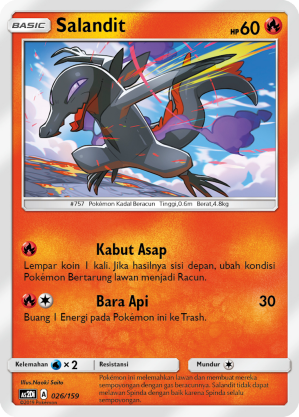 BASIC Salandit HP60
#757 Pokémon Kadal Beracun Tinggi,0.6m Berat,4.8kg
Kabut Asap
Lempar koin 1 kali. Jika hasilnya sisi depan, ubah kondisi
Pokémon Bertarung lawan menjadi Racun.
Bara Api 30
Buang 1 Energi pada Pokémon ini ke Trash.
Kelemahan ×2 Resistansi Mundur
Illus.Naoki Saito
AS2D A 026/159
Pokémon ini melemahkan lawan dan membakar mereka
sempoyongan dengan gas beracunnya. Salandit tidak dapat
melawan Spinda dengan baik karena Spinda sudah
sempoyongan.